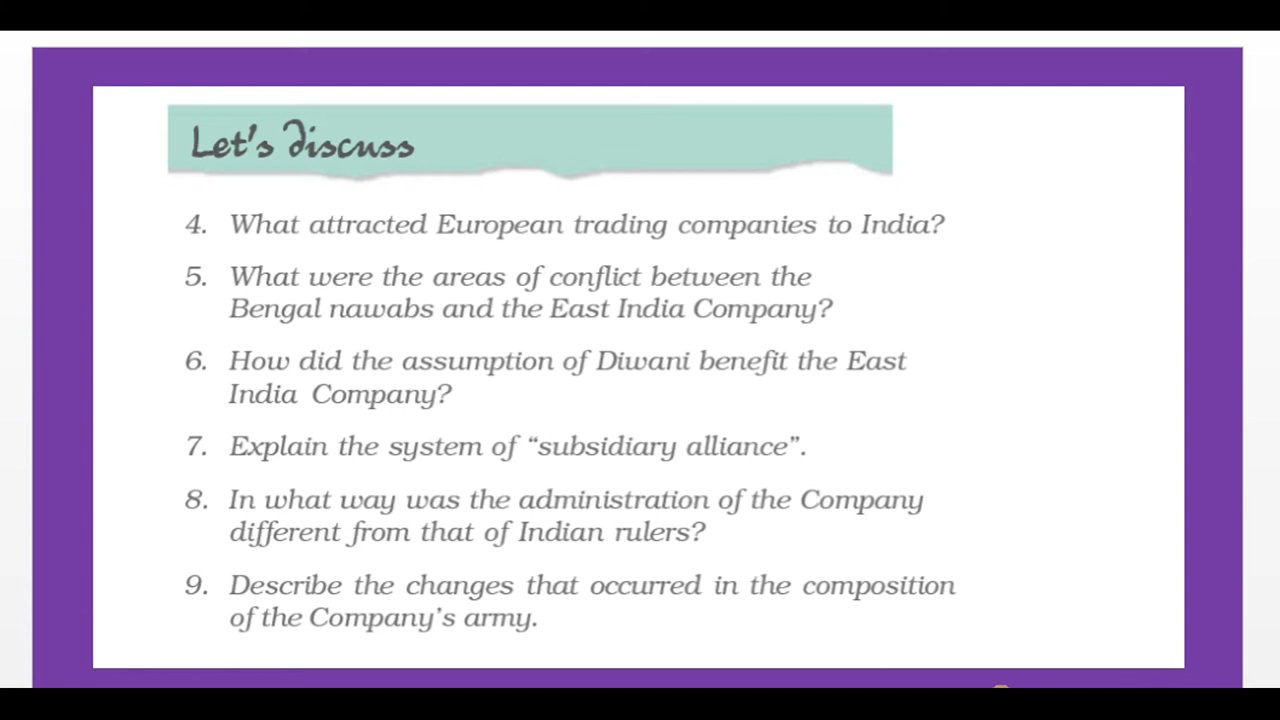 Let's discuss
4. What attracted European trading companies to India?
5. What were the areas of conflict between the
Bengal nawabs and the East India Company?
6. How did the assumption of Diwani benefit the East
India Company?
7. Explain the system of “subsidiary alliance”.
8. In what way was the administration of the Company
different from that of Indian rulers?
9. Describe the changes that occurred in the composition
of the Company’s army.